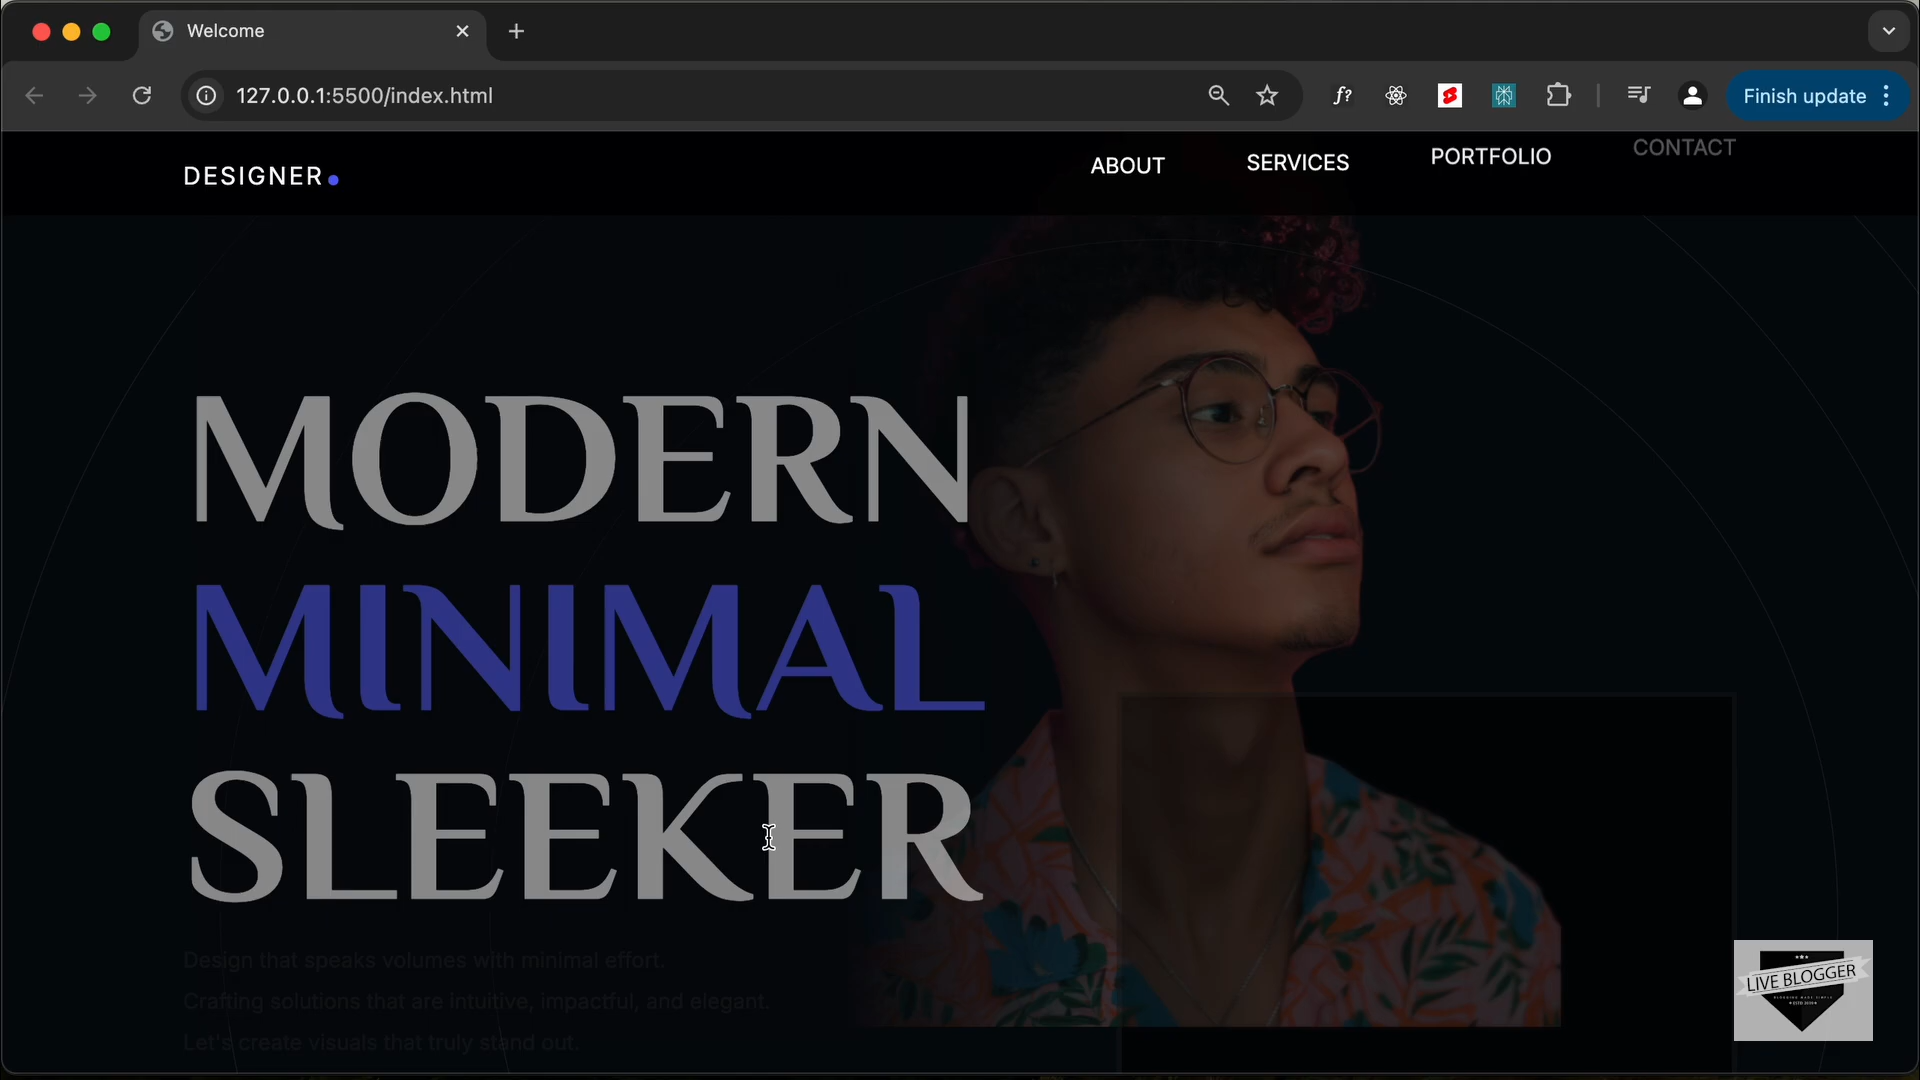 Welcome
127.0.0.1:5500/index.html
f?
Finish update
DESIGNER.
ABOUT
SERVICES
PORTFOLIO
CONTACT
MODERN
MINIMAL
SLEEKER
Design that speaks volumes with minimal effort.
Crafting solutions that are intuitive, impactful, and elegant.
Let's create visuals that truly stand out.
LIVE BLOGGER